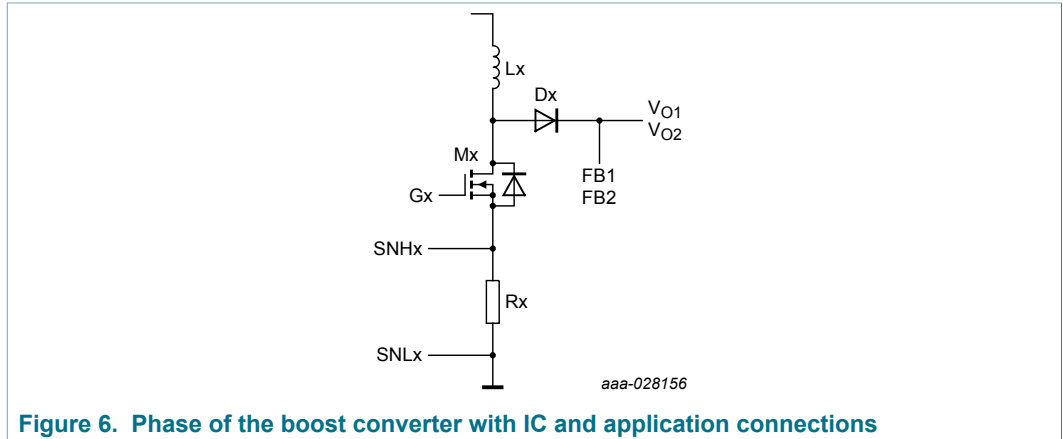 Lx
Dx
VO1
VO2
Mx
FB1
FB2
Gx
SNHx
Rx
SNLx
aaa-028156
Figure 6. Phase of the boost converter with IC and application connections